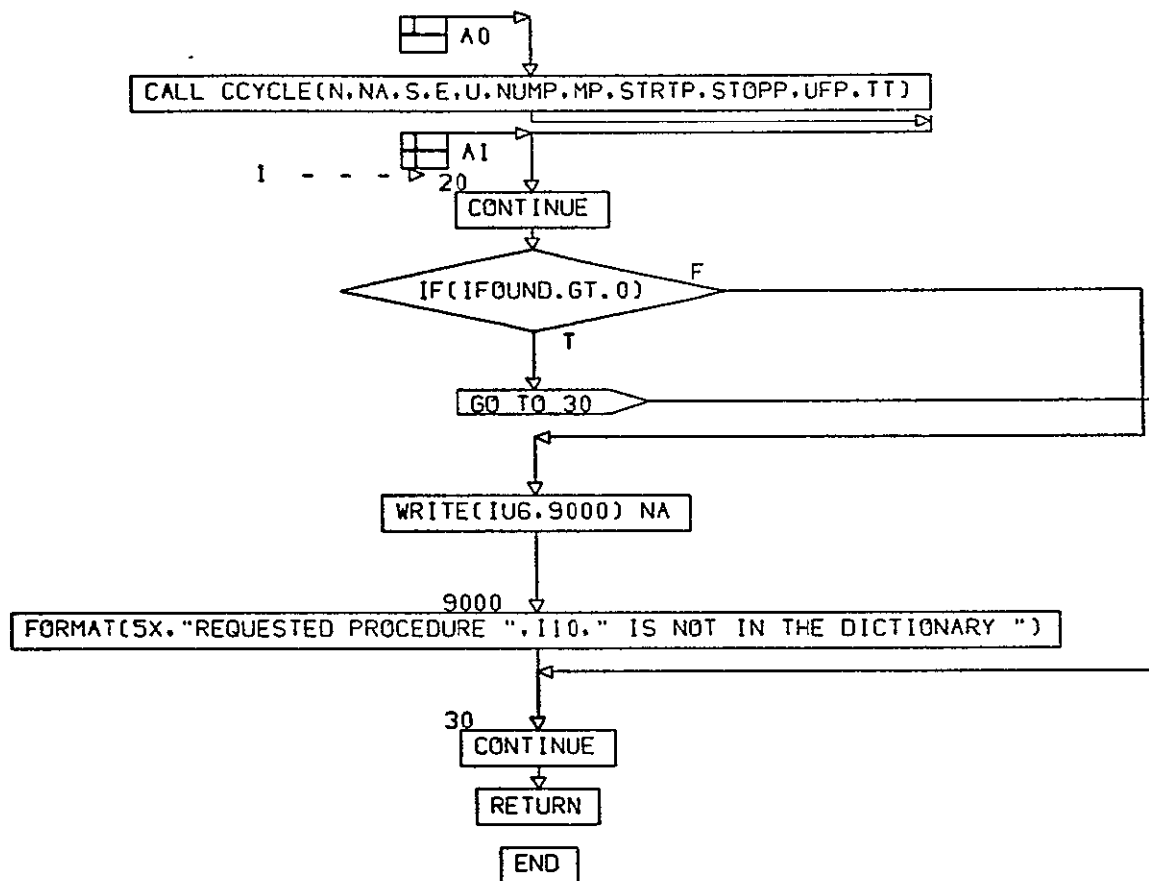 A0
CALL CCYCLE(N,NA,S,E,U,NUMP,MP,STRTP,STOPP,UFP,TT)
A1
I - - -
20
CONTINUE
IF(IFOUND.GT.0)
F
T
GO TO 30
WRITE(IU6,9000) NA
9000
FORMAT(5X,"REQUESTED PROCEDURE ",I10," IS NOT IN THE DICTIONARY ")
30
CONTINUE
RETURN
END